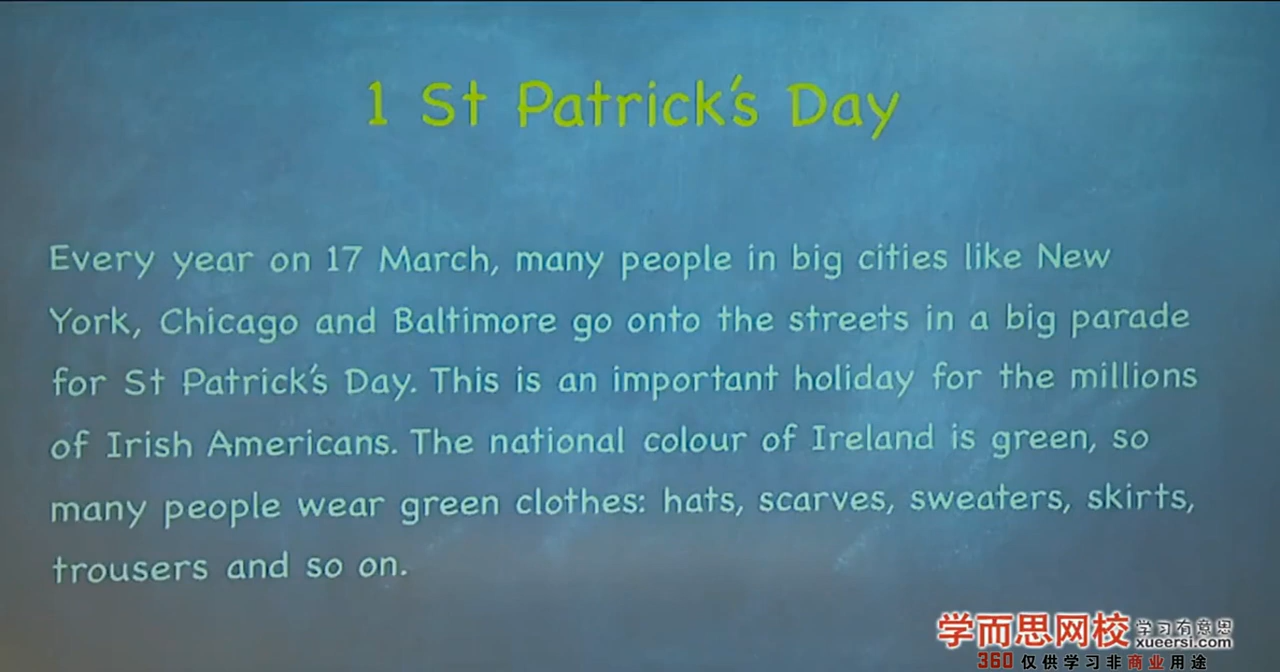 1 St Patrick's Day
Every year on 17 March, many people in big cities like New
York, Chicago and Baltimore go onto the streets in a big parade
for St Patrick's Day. This is an important holiday for the millions
of Irish Americans. The national colour of Ireland is green, so
many people wear green clothes: hats, scarves, sweaters, skirts,
trousers and so on.
学而思网校 学习有意思
xueersi.com
360 仅供学习非商业用途